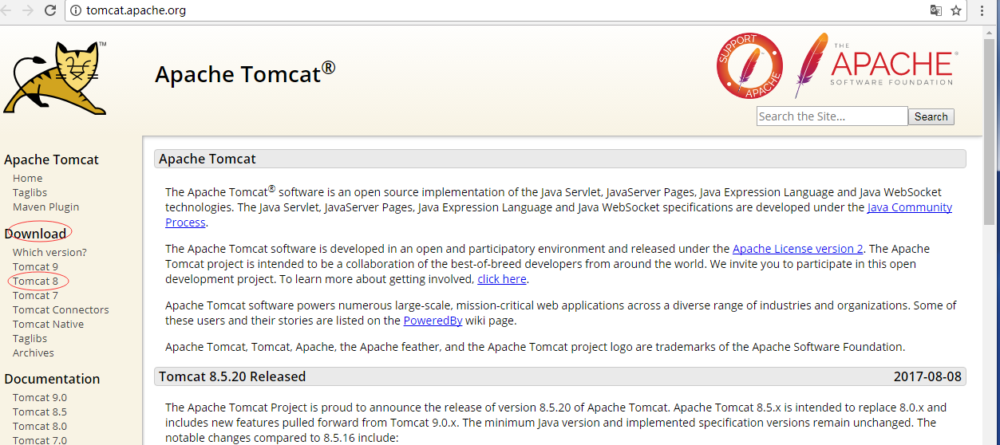 tomcat.apache.org
TM
Apache Tomcat®
SUPPORT
APACHE
THE
APACHE®
SOFTWARE FOUNDATION
Search the Site...
Search
Apache Tomcat
Home
Taglibs
Maven Plugin
Download
Which version?
Tomcat 9
Tomcat 8
Tomcat 7
Tomcat Connectors
Tomcat Native
Taglibs
Archives
Documentation
Tomcat 9.0
Tomcat 8.5
Tomcat 8.0
Tomcat 7.0
Apache Tomcat
The Apache Tomcat® software is an open source implementation of the Java Servlet, JavaServer Pages, Java Expression Language and Java WebSocket
technologies. The Java Servlet, JavaServer Pages, Java Expression Language and Java WebSocket specifications are developed under the Java Community
Process.
The Apache Tomcat software is developed in an open and participatory environment and released under the Apache License version 2. The Apache
Tomcat project is intended to be a collaboration of the best-of-breed developers from around the world. We invite you to participate in this open
development project. To learn more about getting involved, click here.
Apache Tomcat software powers numerous large-scale, mission-critical web applications across a diverse range of industries and organizations. Some of
these users and their stories are listed on the PoweredBy wiki page.
Apache Tomcat, Tomcat, Apache, the Apache feather, and the Apache Tomcat project logo are trademarks of the Apache Software Foundation.
Tomcat 8.5.20 Released 2017-08-08
The Apache Tomcat Project is proud to announce the release of version 8.5.20 of Apache Tomcat. Apache Tomcat 8.5.x is intended to replace 8.0.x and
includes new features pulled forward from Tomcat 9.0.x. The minimum Java version and implemented specification versions remain unchanged. The
notable changes compared to 8.5.16 include: